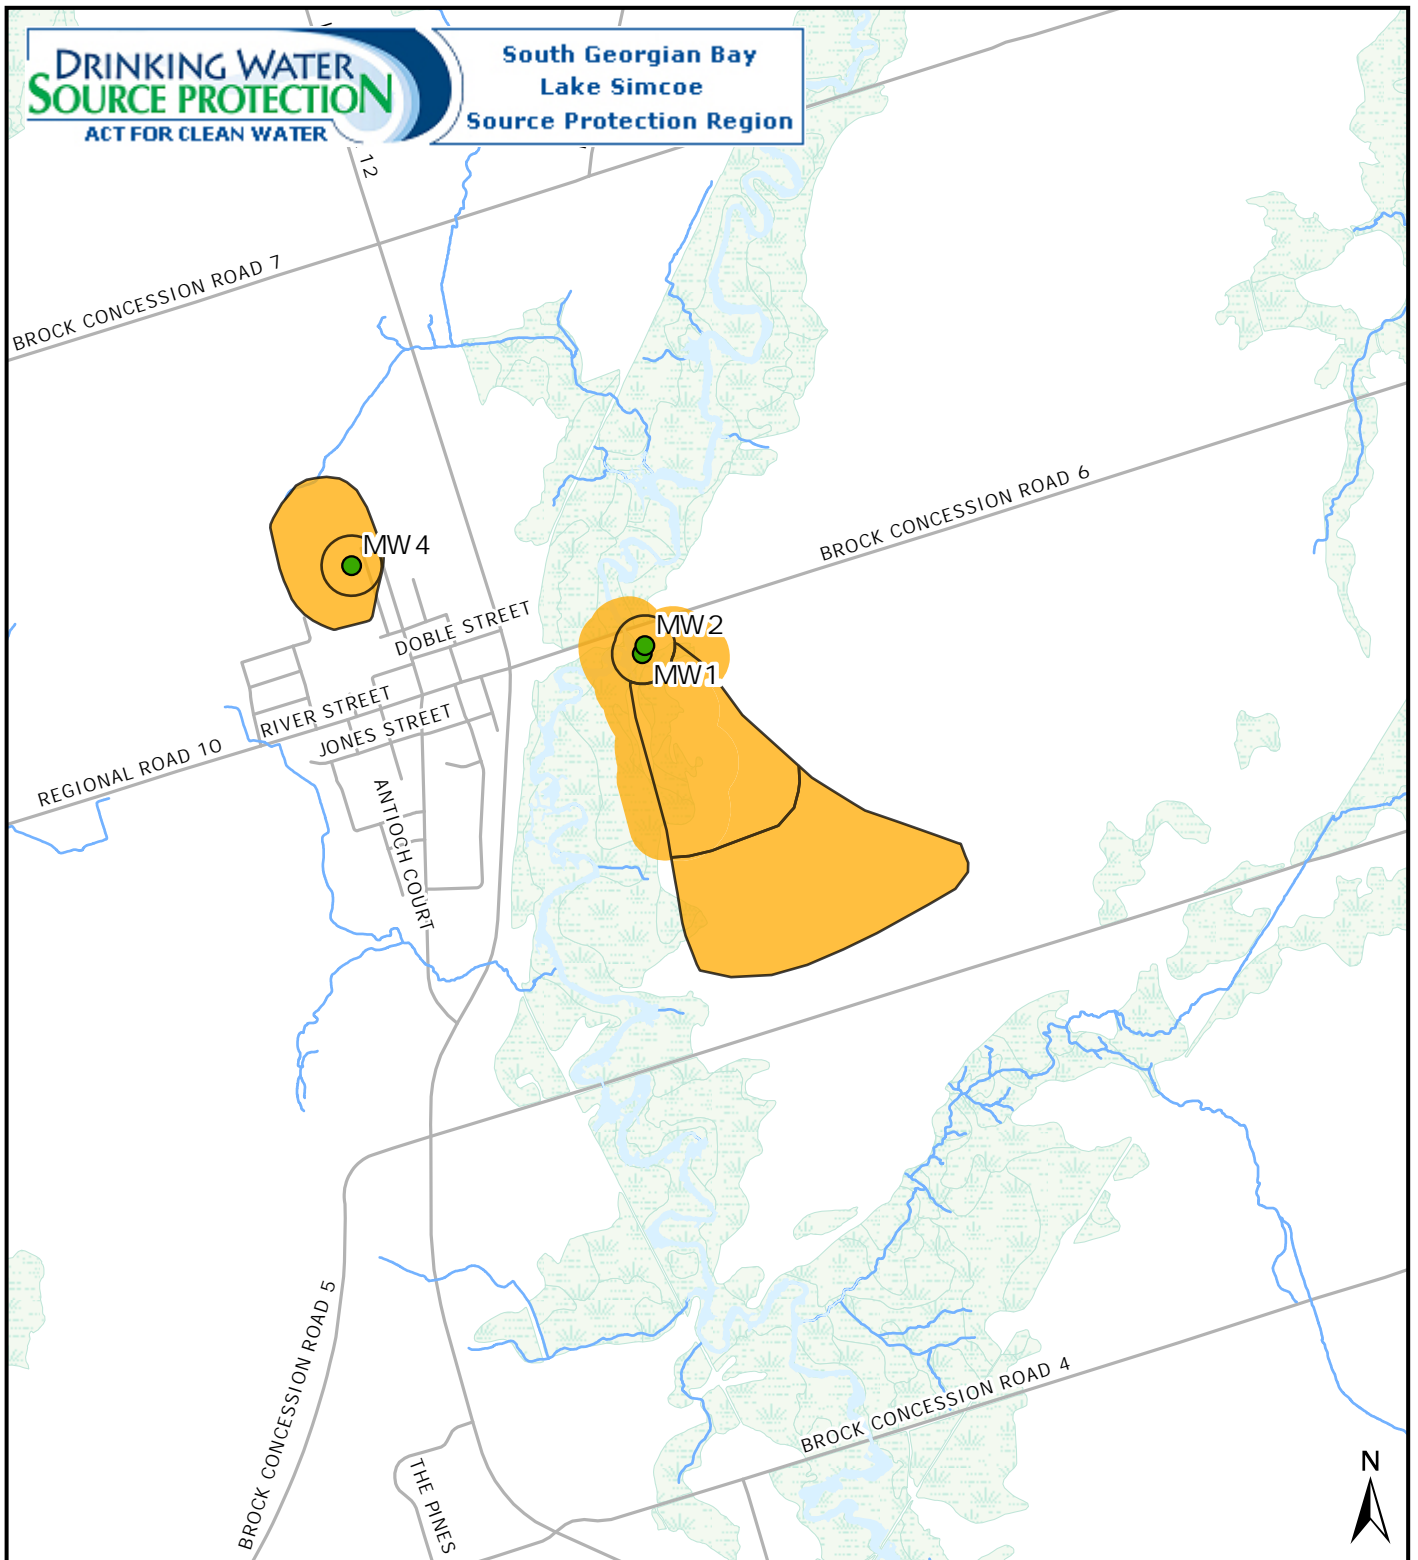 DRINKING WATER
SOURCE PROTECTION
ACT FOR CLEAN WATER
South Georgian Bay
Lake Simcoe
Source Protection Region
12
BROCK CONCESSION ROAD 7
BROCK CONCESSION ROAD 6
MW4
DOBLE STREET
MW2
MW1
RIVER STREET
JONES STREET
REGIONAL ROAD 10
ANTIOCH COURT
BROCK CONCESSION ROAD 5
BROCK CONCESSION ROAD 4
THE PINES
N